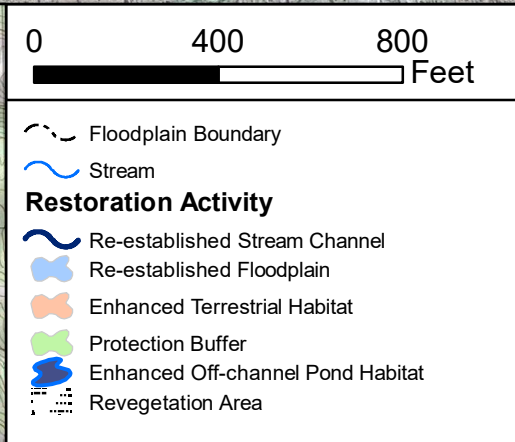 0 400 800
Feet
Floodplain Boundary
Stream
Restoration Activity
Re-established Stream Channel
Re-established Floodplain
Enhanced Terrestrial Habitat
Protection Buffer
Enhanced Off-channel Pond Habitat
Revegetation Area